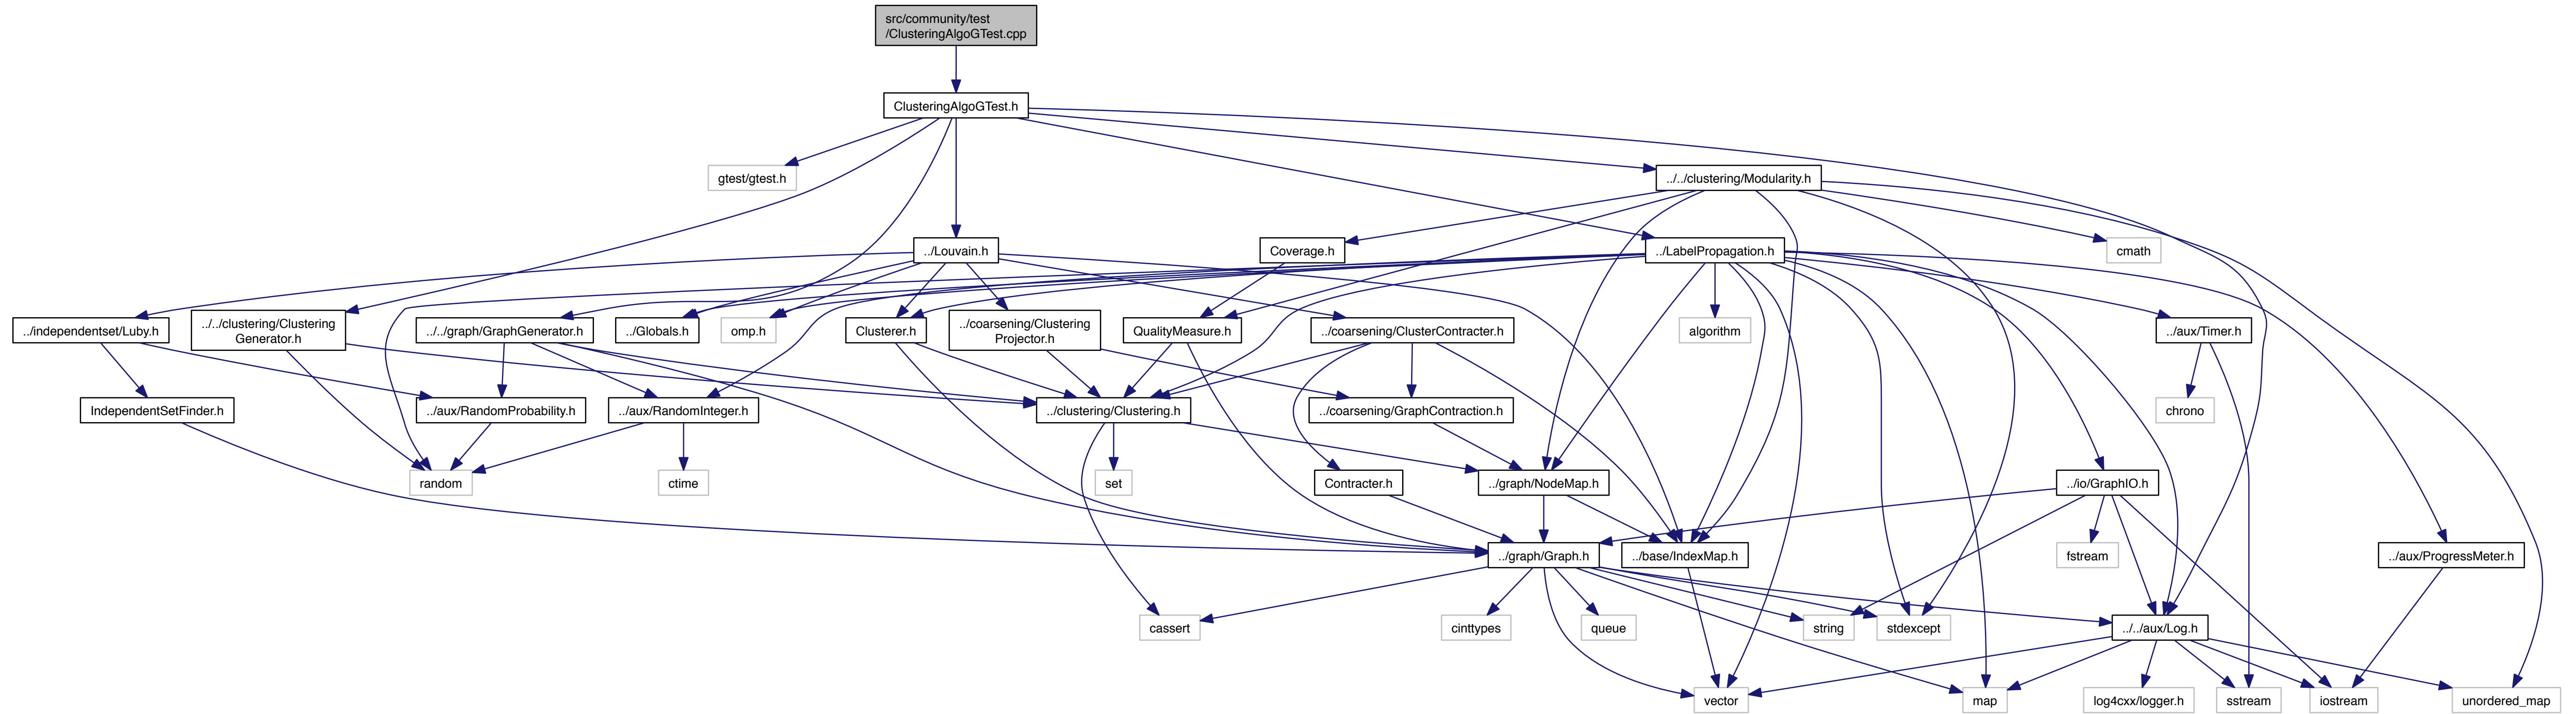 src/community/test
/ClusteringAlgoGTest.cpp
ClusteringAlgoGTest.h
gtest/gtest.h
../../clustering/Modularity.h
../Louvain.h
Coverage.h
../LabelPropagation.h
cmath
../independentset/Luby.h
../../clustering/Clustering
Generator.h
../../graph/GraphGenerator.h
../Globals.h
omp.h
Clusterer.h
../coarsening/Clustering
Projector.h
QualityMeasure.h
../coarsening/ClusterContracter.h
algorithm
../aux/Timer.h
IndependentSetFinder.h
../aux/RandomProbability.h
../aux/RandomInteger.h
../clustering/Clustering.h
../coarsening/GraphContraction.h
chrono
random
ctime
set
Contracter.h
../graph/NodeMap.h
../io/GraphIO.h
../graph/Graph.h
../base/IndexMap.h
fstream
../aux/ProgressMeter.h
cassert
cinttypes
queue
string
stdexcept
../../aux/Log.h
vector
map
log4cxx/logger.h
sstream
iostream
unordered_map